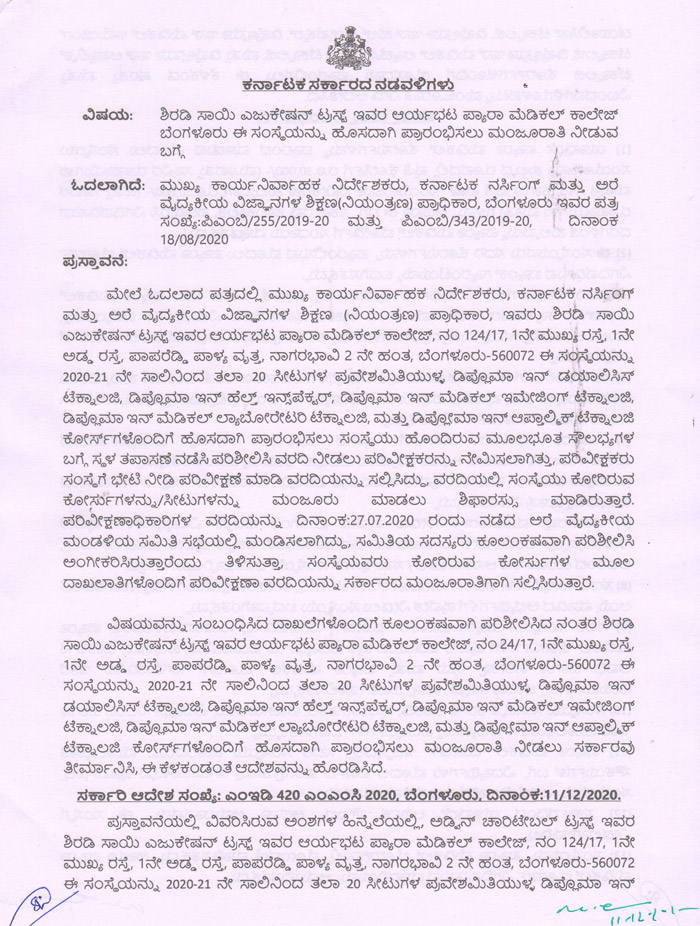 ಕರ್ನಾಟಕ ಸರ್ಕಾರದ ನಡವಳಿಗಳು
ವಿಷಯ: ಶಿರಡಿ ಸಾಯಿ ಎಜುಕೇಷನ್ ಟ್ರಸ್ಟ್ ಇವರ ಆರ್ಯಭಟ ಪ್ಯಾರಾ ಮೆಡಿಕಲ್ ಕಾಲೇಜ್
ಬೆಂಗಳೂರು ಈ ಸಂಸ್ಥೆಯನ್ನು ಹೊಸದಾಗಿ ಪ್ರಾರಂಭಿಸಲು ಮಂಜೂರಾತಿ ನೀಡುವ
ಬಗ್ಗೆ
ಓದಲಾಗಿದೆ: ಮುಖ್ಯ ಕಾರ್ಯನಿರ್ವಾಹಕ ನಿರ್ದೇಶಕರು, ಕರ್ನಾಟಕ ನರ್ಸಿಂಗ್ ಮತ್ತು ಅರೆ
ವೈದ್ಯಕೀಯ ವಿಜ್ಞಾನಗಳ ಶಿಕ್ಷಣ(ನಿಯಂತ್ರಣ) ಪ್ರಾಧಿಕಾರ, ಬೆಂಗಳೂರು ಇವರ ಪತ್ರ
ಸಂಖ್ಯೆ:ಪಿಎಂಬಿ/255/2019-20 ಮತ್ತು ಪಿಎಂಬಿ/343/2019-20, ದಿನಾಂಕ
18/08/2020
ಪ್ರಸ್ತಾವನೆ:
ಮೇಲೆ ಓದಲಾದ ಪತ್ರದಲ್ಲಿ ಮುಖ್ಯ ಕಾರ್ಯನಿರ್ವಾಹಕ ನಿರ್ದೇಶಕರು, ಕರ್ನಾಟಕ ನರ್ಸಿಂಗ್
ಮತ್ತು ಅರೆ ವೈದ್ಯಕೀಯ ವಿಜ್ಞಾನಗಳ ಶಿಕ್ಷಣ (ನಿಯಂತ್ರಣ) ಪ್ರಾಧಿಕಾರ, ಇವರು ಶಿರಡಿ ಸಾಯಿ
ಎಜುಕೇಷನ್ ಟ್ರಸ್ಟ್ ಇವರ ಆರ್ಯಭಟ ಪ್ಯಾರಾ ಮೆಡಿಕಲ್ ಕಾಲೇಜ್, ನಂ 124/17, 1ನೇ ಮುಖ್ಯ ರಸ್ತೆ, 1ನೇ
ಅಡ್ಡ ರಸ್ತೆ, ಪಾಪರೆಡ್ಡಿ ಪಾಳ್ಯ ವೃತ್ತ, ನಾಗರಭಾವಿ 2 ನೇ ಹಂತ, ಬೆಂಗಳೂರು-560072 ಈ ಸಂಸ್ಥೆಯನ್ನು
2020-21 ನೇ ಸಾಲಿನಿಂದ ತಲಾ 20 ಸೀಟುಗಳ ಪ್ರವೇಶಮಿತಿಯುಳ್ಳ ಡಿಪ್ಲೊಮಾ ಇನ್ ಡಯಾಲಿಸಿಸ್
ಟೆಕ್ನಾಲಜಿ, ಡಿಪ್ಲೊಮಾ ಇನ್ ಹೆಲ್ತ್ ಇನ್ಸ್‌ಪೆಕ್ಟರ್, ಡಿಪ್ಲೊಮಾ ಇನ್ ಮೆಡಿಕಲ್ ಇಮೇಜಿಂಗ್ ಟೆಕ್ನಾಲಜಿ,
ಡಿಪ್ಲೊಮಾ ಇನ್ ಮೆಡಿಕಲ್ ಲ್ಯಾಬೋರೇಟರಿ ಟೆಕ್ನಾಲಜಿ, ಮತ್ತು ಡಿಪ್ಲೋಮಾ ಇನ್ ಆಪ್ತಾಲ್ಮಿಕ್ ಟೆಕ್ನಾಲಜಿ
ಕೋರ್ಸ್‌ಗಳೊಂದಿಗೆ ಹೊಸದಾಗಿ ಪ್ರಾರಂಭಿಸಲು ಸಂಸ್ಥೆಯು ಹೊಂದಿರುವ ಮೂಲಭೂತ ಸೌಲಭ್ಯಗಳ
ಬಗ್ಗೆ ಸ್ಥಳ ತಪಾಸಣೆ ನಡೆಸಿ ಪರಿಶೀಲಿಸಿ ವರದಿ ನೀಡಲು ಪರಿವೀಕ್ಷಕರನ್ನು ನೇಮಿಸಲಾಗಿತ್ತು, ಪರಿವೀಕ್ಷಕರು
ಸಂಸ್ಥೆಗೆ ಭೇಟಿ ನೀಡಿ ಪರಿವೀಕ್ಷಣೆ ಮಾಡಿ ವರದಿಯನ್ನು ಸಲ್ಲಿಸಿದ್ದು, ವರದಿಯಲ್ಲಿ ಸಂಸ್ಥೆಯು ಕೋರಿರುವ
ಕೋರ್ಸುಗಳನ್ನು/ಸೀಟುಗಳನ್ನು ಮಂಜೂರು ಮಾಡಲು ಶಿಫಾರಸ್ಸು ಮಾಡಿರುತ್ತಾರೆ.
ಪರಿವೀಕ್ಷಣಾಧಿಕಾರಿಗಳ ವರದಿಯನ್ನು ದಿನಾಂಕ:27.07.2020 ರಂದು ನಡೆದ ಅರೆ ವೈದ್ಯಕೀಯ
ಮಂಡಳಿಯ ಸಮಿತಿ ಸಭೆಯಲ್ಲಿ ಮಂಡಿಸಲಾಗಿದ್ದು, ಸಮಿತಿಯ ಸದಸ್ಯರು ಕೂಲಂಕಷವಾಗಿ ಪರಿಶೀಲಿಸಿ
ಅಂಗೀಕರಿಸಿರುತ್ತಾರೆಂದು ತಿಳಿಸುತ್ತಾ, ಸಂಸ್ಥೆಯವರು ಕೋರಿರುವ ಕೋರ್ಸುಗಳ ಮೂಲ
ದಾಖಲಾತಿಗಳೊಂದಿಗೆ ಪರಿವೀಕ್ಷಣಾ ವರದಿಯನ್ನು ಸರ್ಕಾರದ ಮಂಜೂರಾತಿಗಾಗಿ ಸಲ್ಲಿಸಿರುತ್ತಾರೆ.
ವಿಷಯವನ್ನು ಸಂಬಂಧಿಸಿದ ದಾಖಲೆಗಳೊಂದಿಗೆ ಕೂಲಂಕಷವಾಗಿ ಪರಿಶೀಲಿಸಿದ ನಂತರ ಶಿರಡಿ
ಸಾಯಿ ಎಜುಕೇಷನ್ ಟ್ರಸ್ಟ್ ಇವರ ಆರ್ಯಭಟ ಪ್ಯಾರಾ ಮೆಡಿಕಲ್ ಕಾಲೇಜ್, ನಂ 24/17, 1ನೇ ಮುಖ್ಯ ರಸ್ತೆ,
1ನೇ ಅಡ್ಡ ರಸ್ತೆ, ಪಾಪರೆಡ್ಡಿ ಪಾಳ್ಯ ವೃತ್ತ, ನಾಗರಭಾವಿ 2 ನೇ ಹಂತ, ಬೆಂಗಳೂರು-560072 ಈ
ಸಂಸ್ಥೆಯನ್ನು 2020-21 ನೇ ಸಾಲಿನಿಂದ ತಲಾ 20 ಸೀಟುಗಳ ಪ್ರವೇಶಮಿತಿಯುಳ್ಳ ಡಿಪ್ಲೊಮಾ ಇನ್
ಡಯಾಲಿಸಿಸ್ ಟೆಕ್ನಾಲಜಿ, ಡಿಪ್ಲೊಮಾ ಇನ್ ಹೆಲ್ತ್ ಇನ್ಸ್‌ಪೆಕ್ಟರ್, ಡಿಪ್ಲೊಮಾ ಇನ್ ಮೆಡಿಕಲ್ ಇಮೇಜಿಂಗ್
ಟೆಕ್ನಾಲಜಿ, ಡಿಪ್ಲೊಮಾ ಇನ್ ಮೆಡಿಕಲ್ ಲ್ಯಾಬೋರೇಟರಿ ಟೆಕ್ನಾಲಜಿ, ಮತ್ತು ಡಿಪ್ಲೋಮಾ ಇನ್ ಆಪ್ತಾಲ್ಮಿಕ್
ಟೆಕ್ನಾಲಜಿ ಕೋರ್ಸ್‌ಗಳೊಂದಿಗೆ ಹೊಸದಾಗಿ ಪ್ರಾರಂಭಿಸಲು ಮಂಜೂರಾತಿ ನೀಡಲು ಸರ್ಕಾರವು
ತೀರ್ಮಾನಿಸಿ, ಈ ಕೆಳಕಂಡಂತೆ ಆದೇಶವನ್ನು ಹೊರಡಿಸಿದೆ.
ಸರ್ಕಾರಿ ಆದೇಶ ಸಂಖ್ಯೆ: ಎಂಇಡಿ 420 ಎಂಎಂಸಿ 2020, ಬೆಂಗಳೂರು, ದಿನಾಂಕ:11/12/2020.
ಪ್ರಸ್ತಾವನೆಯಲ್ಲಿ ವಿವರಿಸಿರುವ ಅಂಶಗಳ ಹಿನ್ನೆಲೆಯಲ್ಲಿ, ಅಶ್ವಿನ್ ಚಾರಿಟೇಬಲ್ ಟ್ರಸ್ಟ್ ಇವರ
ಶಿರಡಿ ಸಾಯಿ ಎಜುಕೇಷನ್ ಟ್ರಸ್ಟ್ ಇವರ ಆರ್ಯಭಟ ಪ್ಯಾರಾ ಮೆಡಿಕಲ್ ಕಾಲೇಜ್, ನಂ 124/17, 1ನೇ
ಮುಖ್ಯ ರಸ್ತೆ, 1ನೇ ಅಡ್ಡ ರಸ್ತೆ, ಪಾಪರೆಡ್ಡಿ ಪಾಳ್ಯ ವೃತ್ತ, ನಾಗರಭಾವಿ 2 ನೇ ಹಂತ, ಬೆಂಗಳೂರು-560072
ಈ ಸಂಸ್ಥೆಯನ್ನು 2020-21 ನೇ ಸಾಲಿನಿಂದ ತಲಾ 20 ಸೀಟುಗಳ ಪ್ರವೇಶಮಿತಿಯುಳ್ಳ ಡಿಪ್ಲೊಮಾ ಇನ್